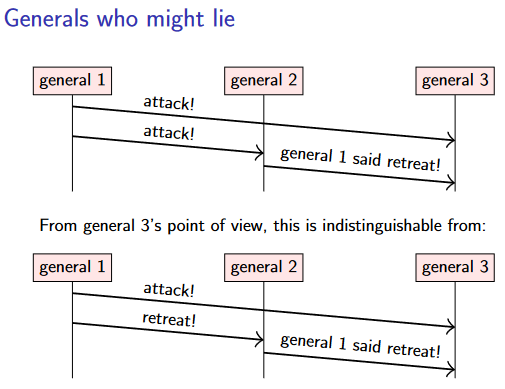 Generals who might lie
general 1 general 2 general 3
attack!
attack!
general 1 said retreat!
From general 3's point of view, this is indistinguishable from:
general 1 general 2 general 3
attack!
retreat!
general 1 said retreat!